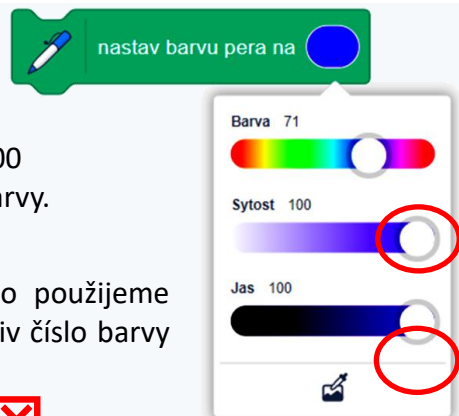 nastav barvu pera na
Barva 71
00
arvy.
Sytost 100
o použijeme
Jas 100
iv číslo barvy